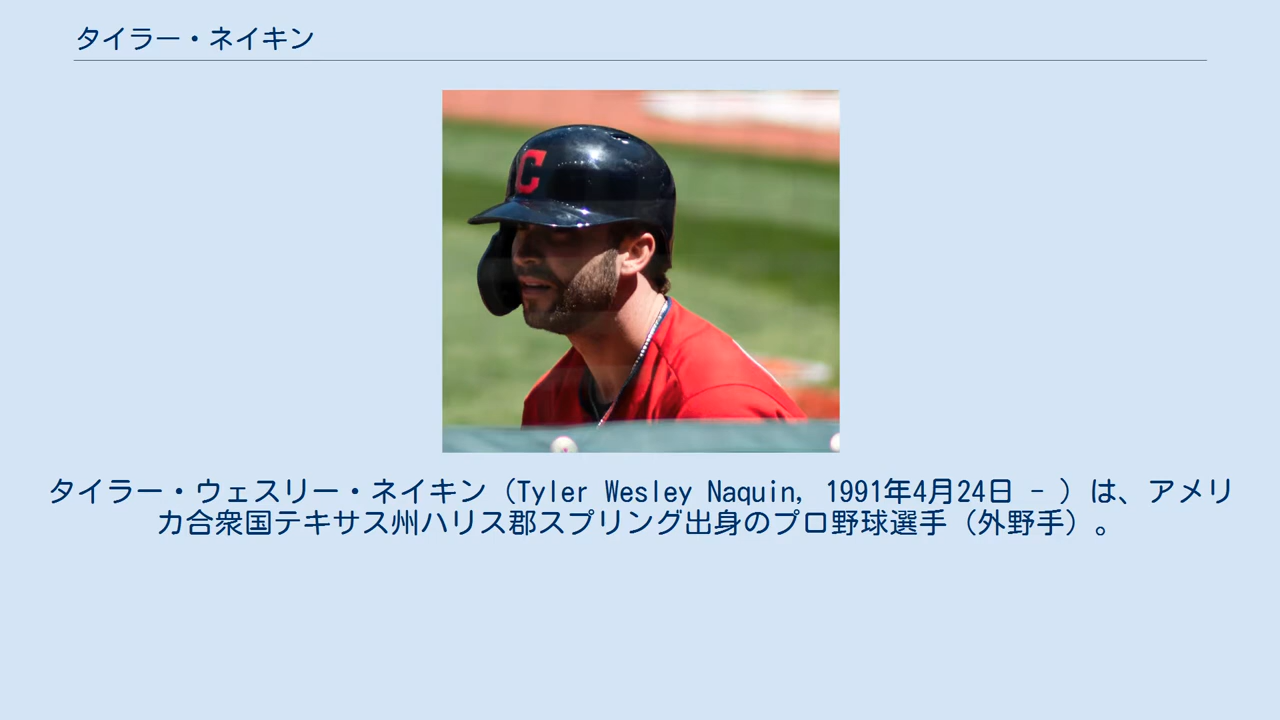 タイラー・ネイキン
C
タイラー・ウェスリー・ネイキン（Tyler Wesley Naquin, 1991年4月24日 - ）は、アメリ
カ合衆国テキサス州ハリス郡スプリング出身のプロ野球選手（外野手）。